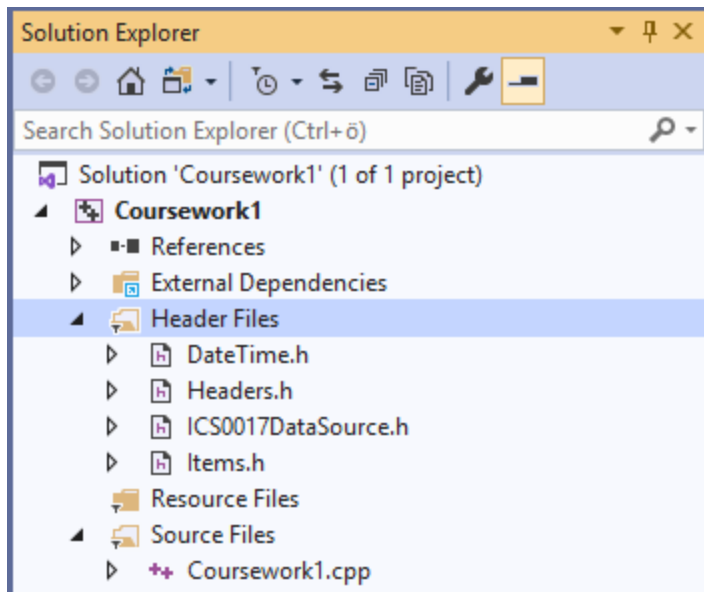 Solution Explorer
Search Solution Explorer (Ctrl+ö)
Solution 'Coursework1' (1 of 1 project)
Coursework1
References
External Dependencies
Header Files
DateTime.h
Headers.h
ICS0017DataSource.h
Items.h
Resource Files
Source Files
Coursework1.cpp